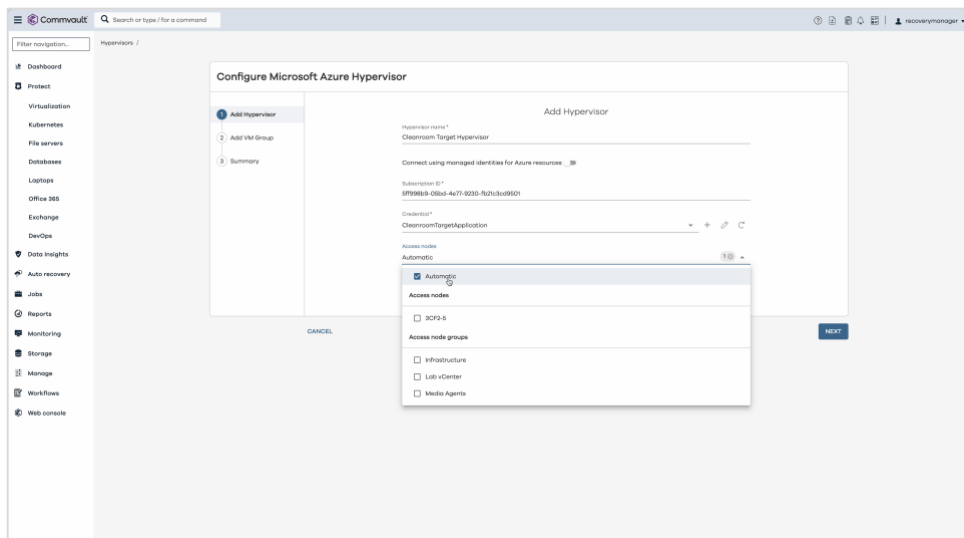 Commvault
Search or type / for a command
recoverymanager
Filter navigation..
Hypervisors /
Dashboard
Protect
Virtualization
Kubernetes
File servers
Databases
Laptops
Office 365
Exchange
DevOps
Data Insights
Auto recovery
Jobs
Reports
Monitoring
Storage
Manage
Workflows
Web console
Configure Microsoft Azure Hypervisor
1 Add Hypervisor
2 Add VM Group
3 Summary
Add Hypervisor
Hypervisor name*
Cleanroom Target Hypervisor
Connect using managed identities for Azure resources
Subscription ID*
5ff998b9-05bd-4e77-9230-fb21c3cd9501
Credential*
CleanroomTargetApplication
Access nodes
Automatic
1
Automatic
Access nodes
3CF2-5
Access node groups
Infrastructure
Lab vCenter
Media Agents
CANCEL
NEXT